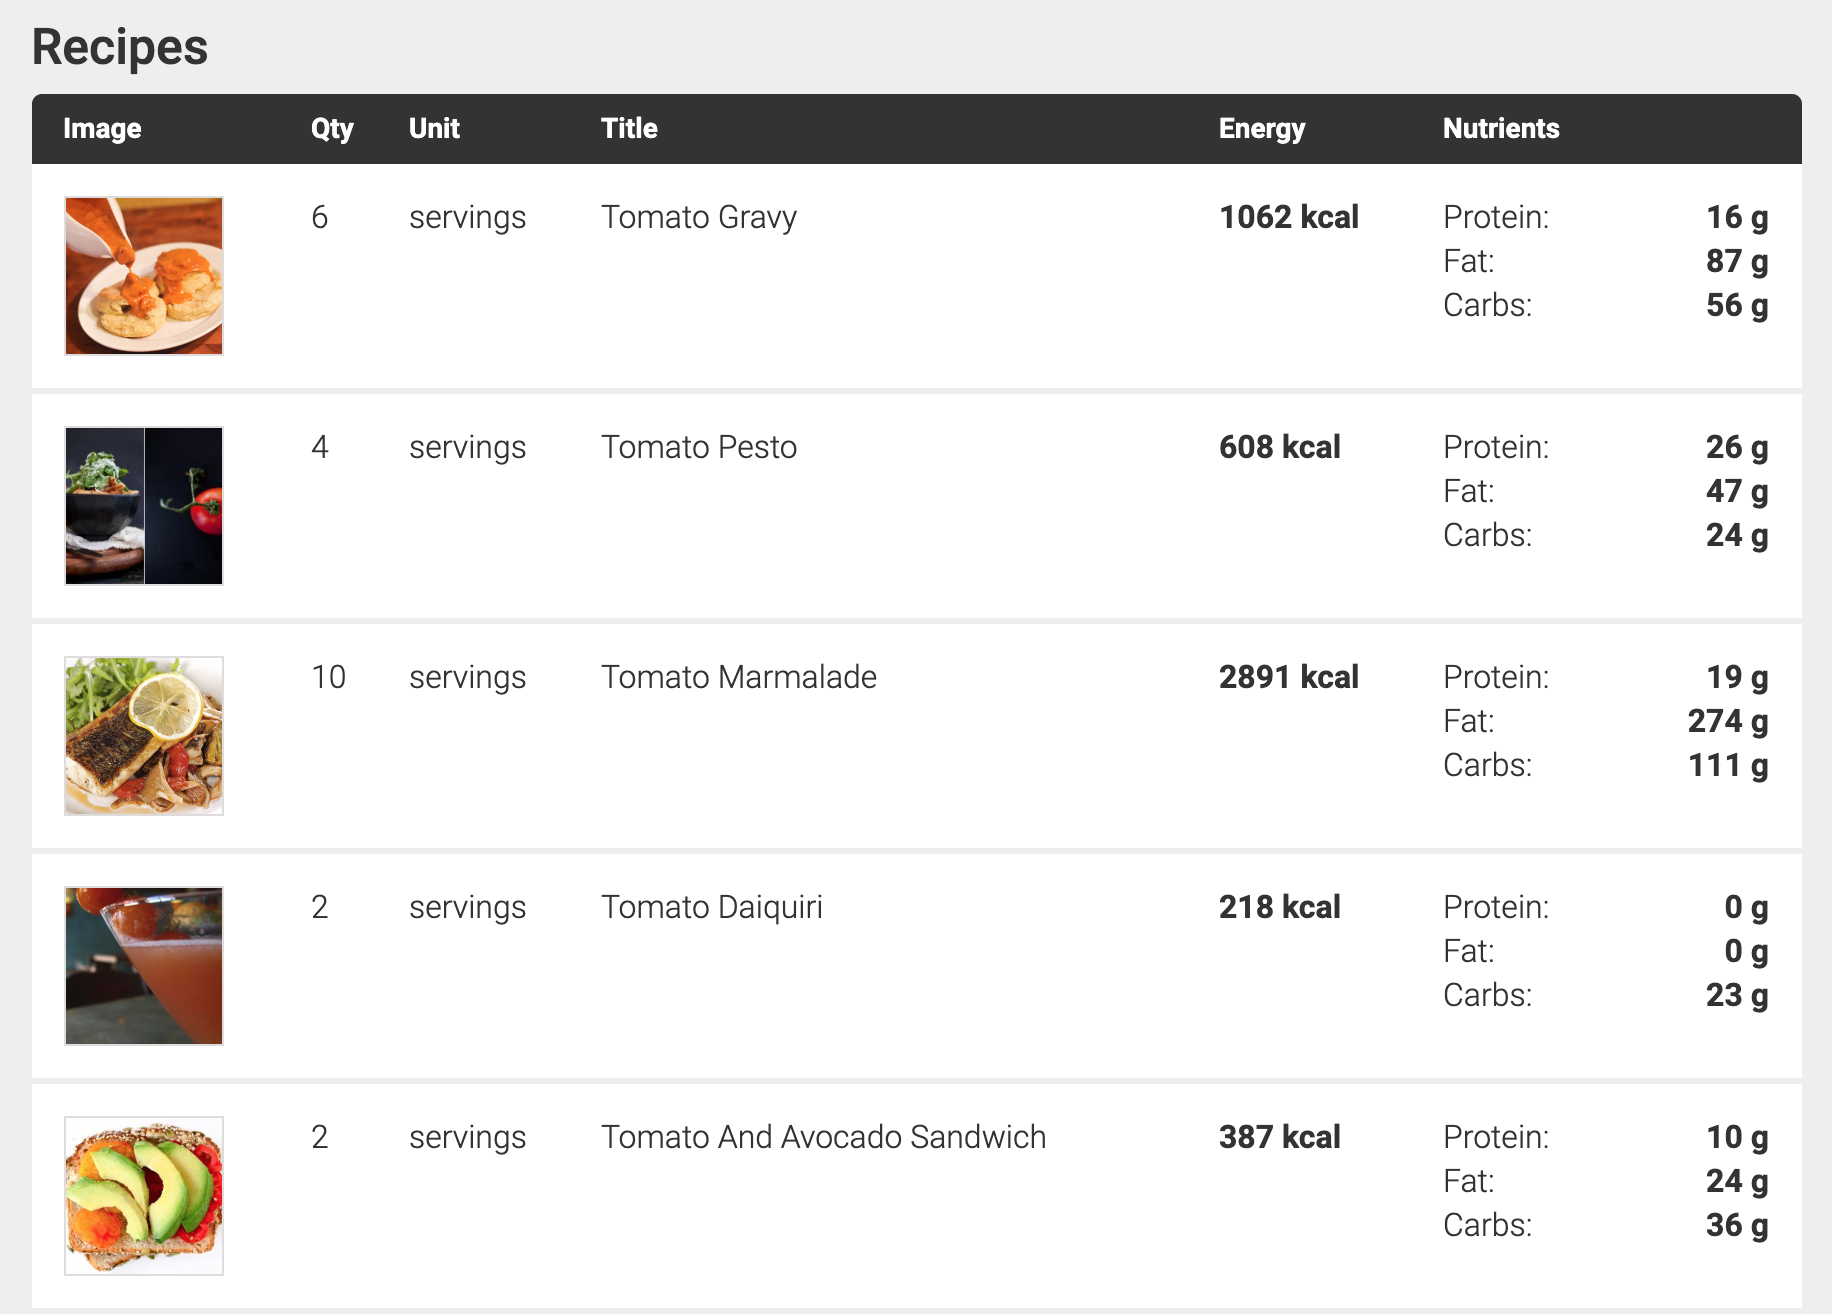 Recipes
Image Qty Unit Title Energy Nutrients
6 servings Tomato Gravy 1062 kcal Protein: 16 g
Fat: 87 g
Carbs: 56 g
4 servings Tomato Pesto 608 kcal Protein: 26 g
Fat: 47 g
Carbs: 24 g
10 servings Tomato Marmalade 2891 kcal Protein: 19 g
Fat: 274 g
Carbs: 111 g
2 servings Tomato Daiquiri 218 kcal Protein: 0 g
Fat: 0 g
Carbs: 23 g
2 servings Tomato And Avocado Sandwich 387 kcal Protein: 10 g
Fat: 24 g
Carbs: 36 g